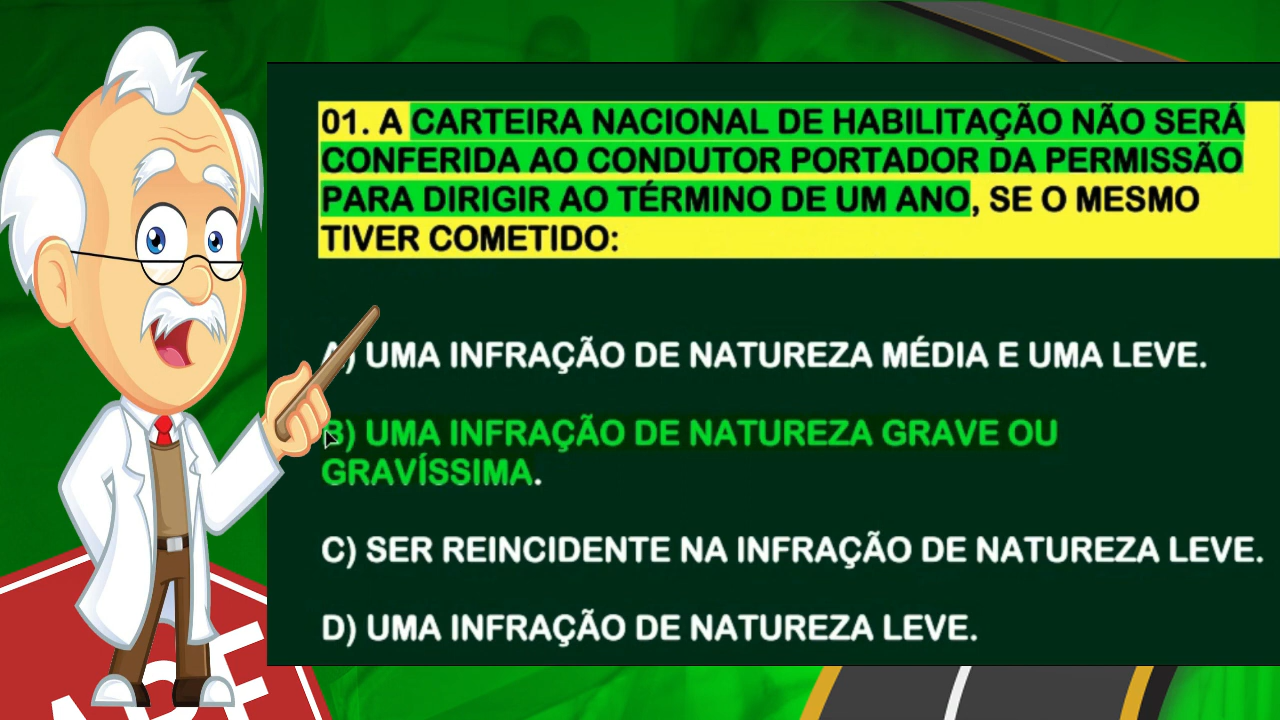 01. A CARTEIRA NACIONAL DE HABILITAÇÃO NÃO SERÁ
CONFERIDA AO CONDUTOR PORTADOR DA PERMISSÃO
PARA DIRIGIR AO TÉRMINO DE UM ANO, SE O MESMO
TIVER COMETIDO:
A) UMA INFRAÇÃO DE NATUREZA MÉDIA E UMA LEVE.
B) UMA INFRAÇÃO DE NATUREZA GRAVE OU
GRAVÍSSIMA.
C) SER REINCIDENTE NA INFRAÇÃO DE NATUREZA LEVE.
D) UMA INFRAÇÃO DE NATUREZA LEVE.